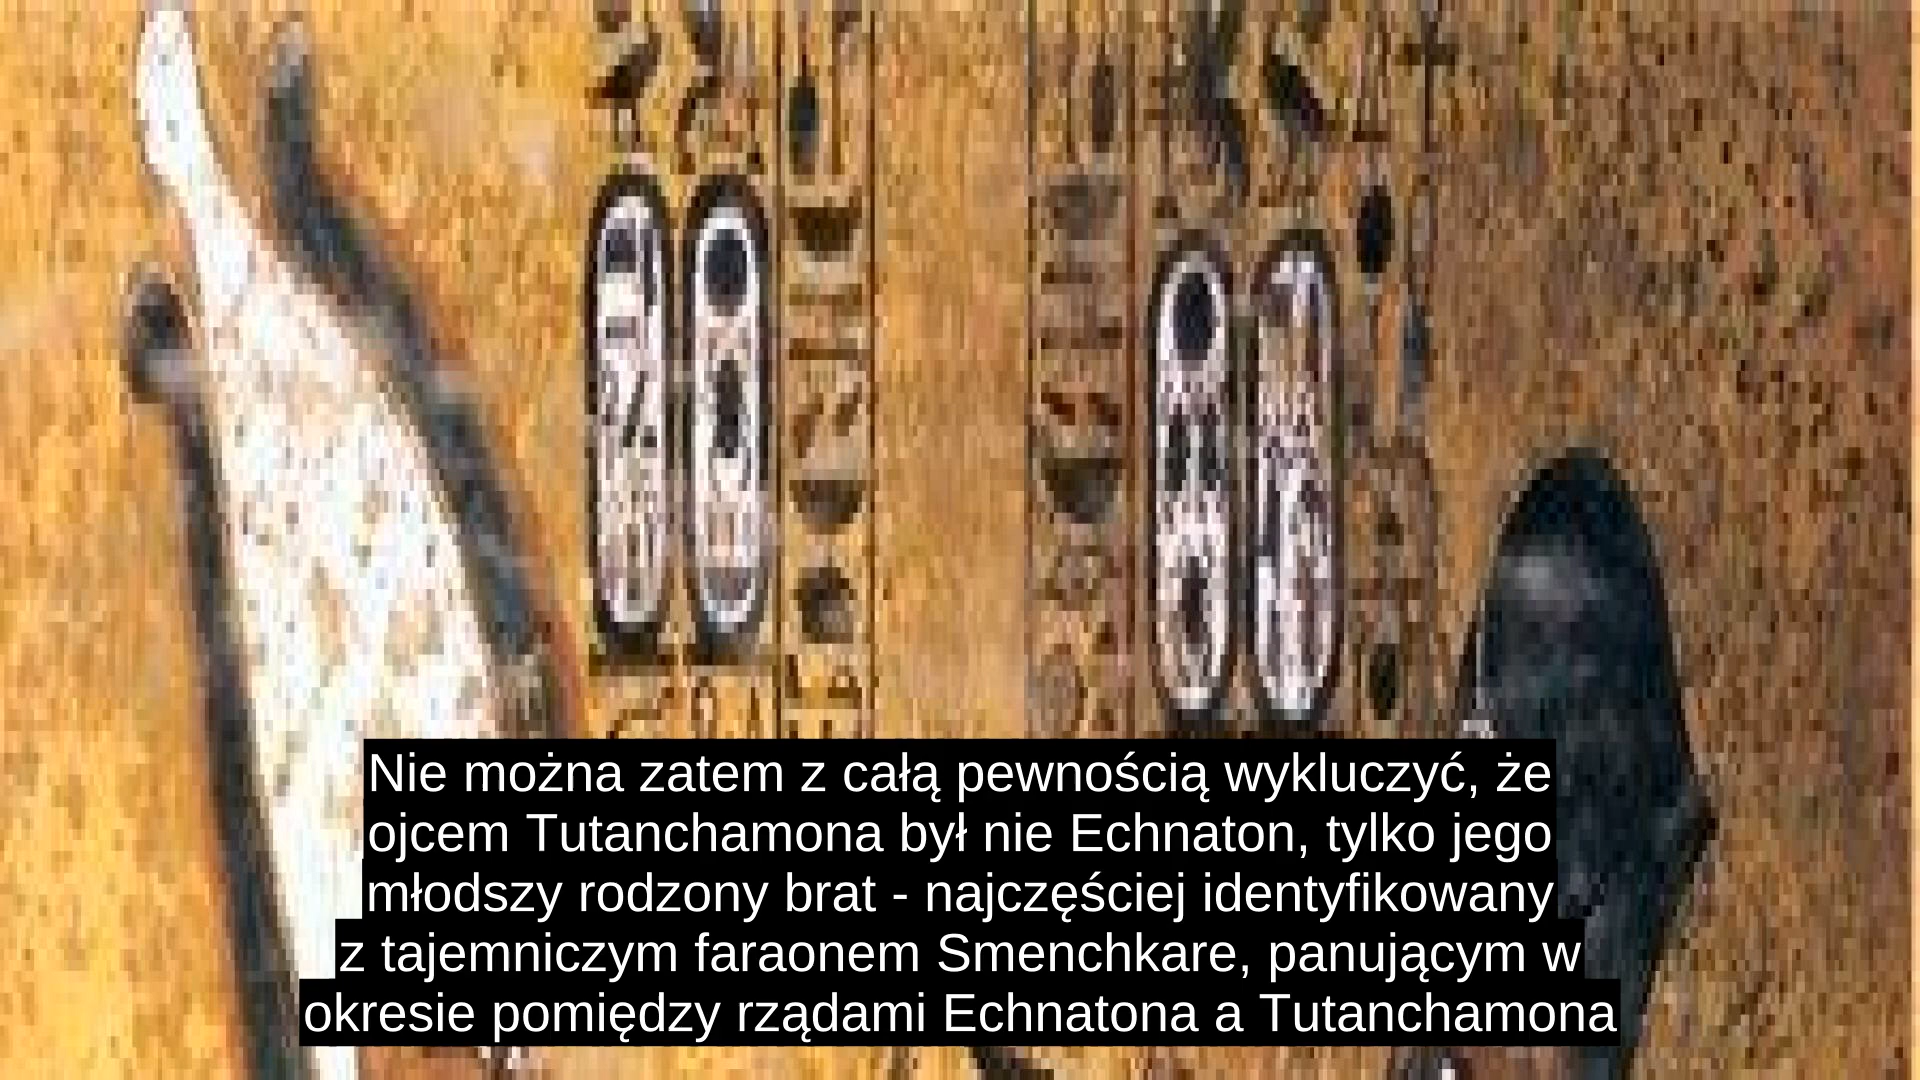 Nie można zatem z całą pewnością wykluczyć, że
ojcem Tutanchamona był nie Echnaton, tylko jego
młodszy rodzony brat - najczęściej identyfikowany
z tajemniczym faraonem Smenchkare, panującym w
okresie pomiędzy rządami Echnatona a Tutanchamona